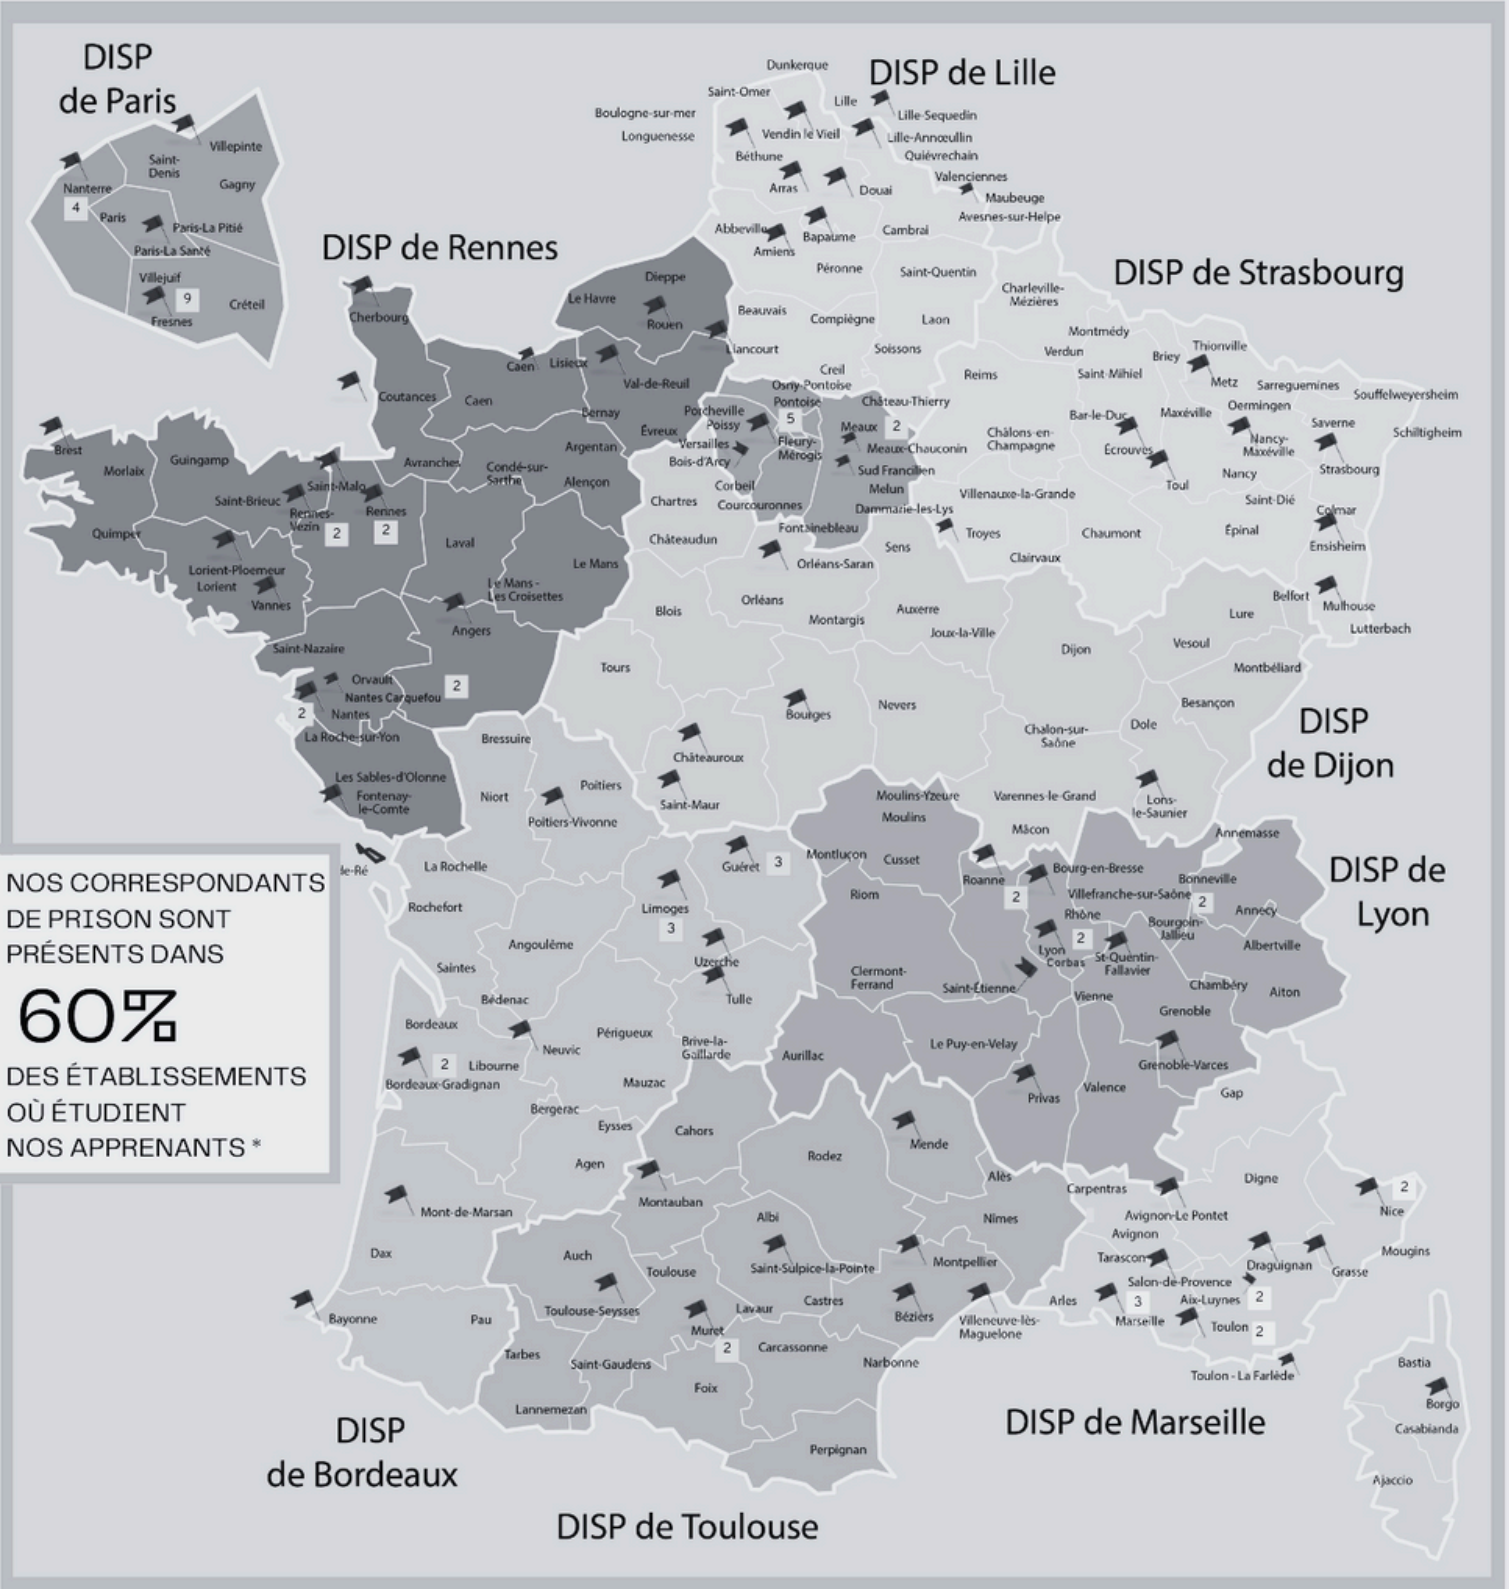 DISP
de Paris
Villepinte
Saint-
Denis
Gagny
Nanterre
4
Paris
Paris-La Pitié
Paris-La Santé
Villejuif
9
Créteil
Fresnes
DISP de Lille
Dunkerque
Saint-Omer
Lille
Boulogne-sur-mer
Lille-Sequedin
Longuenesse
Vendin le Vieil
Lille-Annœullin
Béthune
Quiévrechain
Arras
Douai
Valenciennes
Maubeuge
Avesnes-sur-Helpe
Abbeville
Bapaume
Cambrai
Amiens
Péronne
Saint-Quentin
Beauvais
Compiègne
Laon
Liancourt
Soissons
Creil
Château-Thierry
DISP de Rennes
Cherbourg
Dieppe
Le Havre
Rouen
Caen
Lisieux
Val-de-Reuil
Coutances
Caen
Bernay
Évreux
Argentan
Brest
Morlaix
Guingamp
Avranches
Condé-sur-
Sarthe
Alençon
Saint-Malo
Saint-Brieuc
Rennes-
Vezin
2
Rennes
2
Quimper
Laval
Le Mans
Lorient-Ploemeur
Lorient
Vannes
Le Mans -
Les Croisettes
Angers
Saint-Nazaire
2
Orvault
Nantes Carquefou
2
Nantes
La Roche-sur-Yon
Les Sables-d'Olonne
Fontenay-
le-Comte
Osny-Pontoise
Pontoise
5
Porcheville
Poissy
Versailles
Bois-d'Arcy
Fleury-
Mérogis
Meaux
2
Meaux-Chauconin
Sud Francilien
Melun
Corbeil
Courcouronnes
Dammarie-les-Lys
Fontainebleau
DISP de Strasbourg
Charleville-
Mézières
Montmédy
Verdun
Briey
Thionville
Reims
Saint-Mihiel
Metz
Sarreguemines
Souffelweyersheim
Bar-le-Duc
Maxéville
Oermingen
Saverne
Schiltigheim
Châlons-en-
Champagne
Écrouves
Nancy-
Maxéville
Strasbourg
Toul
Nancy
Villenauxe-la-Grande
Saint-Dié
Colmar
Troyes
Chaumont
Épinal
Ensisheim
Clairvaux
Belfort
Mulhouse
Lutterbach
Chartres
Châteaudun
Orléans-Saran
Sens
Blois
Orléans
Montargis
Auxerre
Joux-la-Ville
Lure
Vesoul
Dijon
Montbéliard
Tours
Bourges
Nevers
Besançon
Dole
Chalon-sur-
Saône
Châteauroux
Saint-Maur
Varennes-le-Grand
Lons-
le-Saunier
Mâcon
DISP
de Dijon
Bressuire
Niort
Poitiers
Poitiers-Vivonne
de-Ré
La Rochelle
Guéret
3
Limoges
3
Rochefort
Angoulême
Uzerche
Saintes
Tulle
Bédenac
Bordeaux
Neuvic
Périgueux
Brive-la-
Gaillarde
2
Libourne
Bordeaux-Gradignan
Mauzac
Bergerac
Eysses
Agen
Mont-de-Marsan
Dax
Bayonne
Pau
DISP
de Bordeaux
Moulins-Yzeure
Moulins
Montluçon
Cusset
Riom
Roanne
2
Bourg-en-Bresse
Villefranche-sur-Saône
2
Annemasse
Bonneville
Annecy
Rhône
Bourgoin-
Jallieu
Lyon
2
Corbas
St-Quentin-
Fallavier
Albertville
Clermont-
Ferrand
Saint-Étienne
Vienne
Chambéry
Aiton
Grenoble
Le Puy-en-Velay
Aurillac
Grenoble-Varces
Privas
Valence
DISP de
Lyon
NOS CORRESPONDANTS
DE PRISON SONT
PRÉSENTS DANS
60%
DES ÉTABLISSEMENTS
OÙ ÉTUDIENT
NOS APPRENANTS *
Cahors
Rodez
Mende
Alès
Montauban
Albi
Nîmes
Auch
Toulouse
Saint-Sulpice-la-Pointe
Montpellier
Toulouse-Seysses
Lavaur
Castres
Béziers
Villeneuve-lès-
Maguelone
Muret
2
Carcassonne
Tarbes
Saint-Gaudens
Narbonne
Foix
Lannemezan
Perpignan
DISP de Toulouse
Gap
Digne
Carpentras
Avignon-Le Pontet
Avignon
2
Nice
Mougins
Tarascon
Draguignan
Grasse
Salon-de-Provence
Arles
3
Aix-Luynes
2
Marseille
Toulon
2
Toulon - La Farlède
Bastia
Borgo
Casabianda
Ajaccio
DISP de Marseille